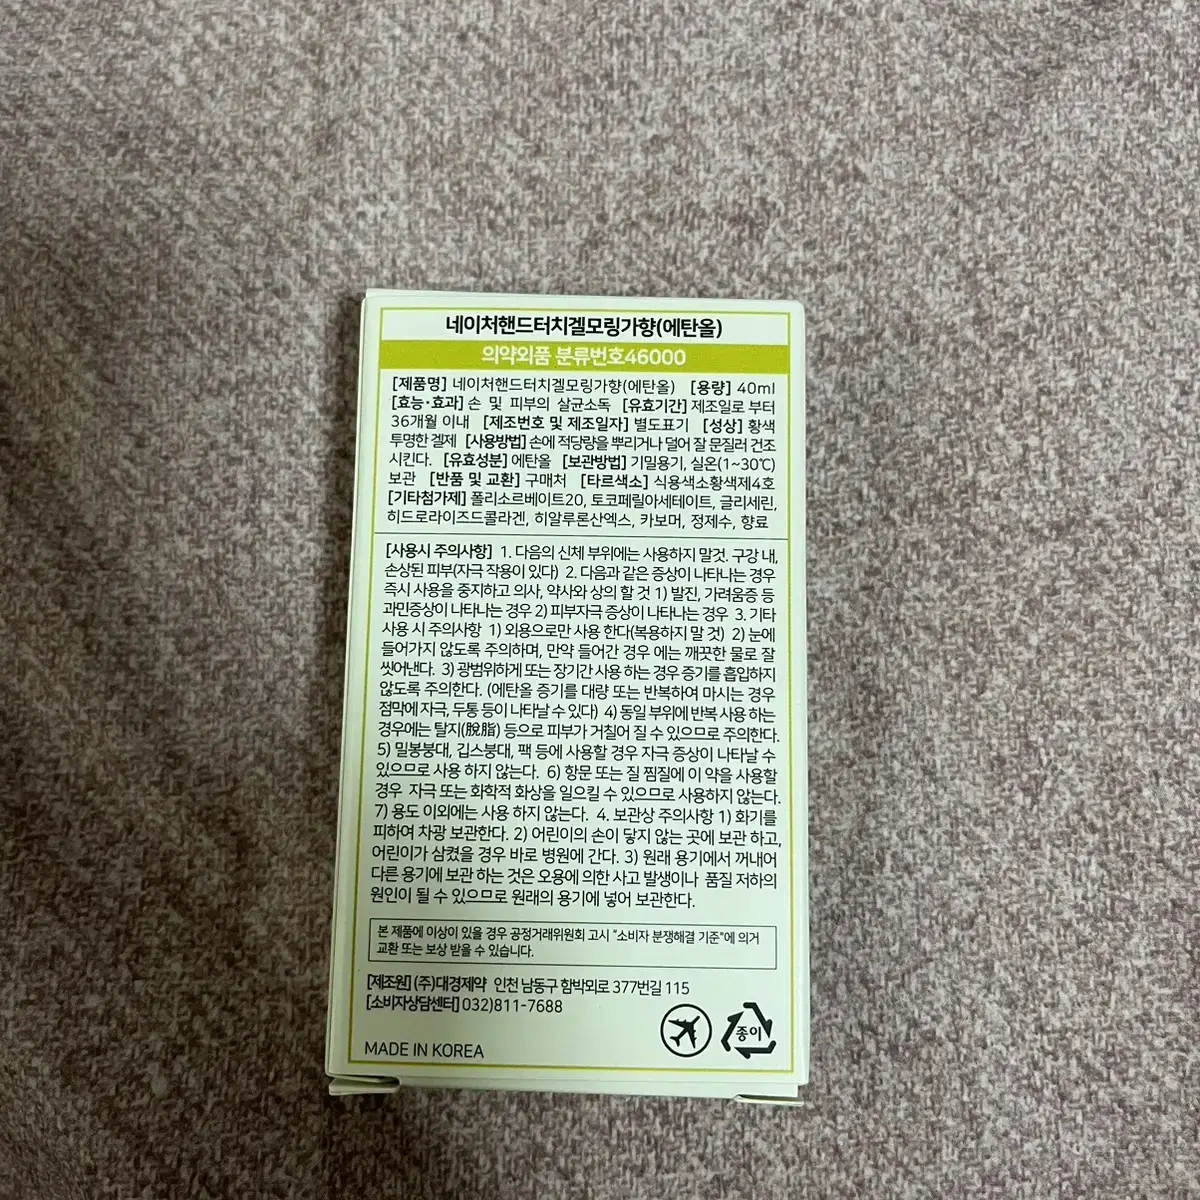 네이처핸드터치겔모링가향(에탄올)
의약외품 분류번호46000
[제품명] 네이처핸드터치겔모링가향(에탄올) [용량] 40ml
[효능·효과] 손 및 피부의 살균소독 [유효기간] 제조일로 부터
36개월 이내 [제조번호 및 제조일자] 별도표기 [성상] 황색
투명한 겔제 [사용방법] 손에 적당량을 뿌리거나 덜어 잘 문질러 건조
시킨다. [유효성분] 에탄올 [보관방법] 기밀용기, 실온(1~30℃)
보관 [반품 및 교환] 구매처 [타르색소] 식용색소황색제4호
[기타첨가제] 폴리소르베이트20, 토코페릴아세테이트, 글리세린,
히드로라이즈드콜라겐, 히알루론산엑스, 카보머, 정제수, 향료
[사용시 주의사항] 1. 다음의 신체 부위에는 사용하지 말것. 구강 내,
손상된 피부(자극 작용이 있다) 2. 다음과 같은 증상이 나타나는 경우
즉시 사용을 중지하고 의사, 약사와 상의 할 것 1) 발진, 가려움증 등
과민증상이 나타나는 경우 2) 피부자극 증상이 나타나는 경우 3. 기타
사용 시 주의사항 1) 외용으로만 사용 한다(복용하지 말 것) 2) 눈에
들어가지 않도록 주의하며, 만약 들어간 경우 에는 깨끗한 물로 잘
씻어낸다. 3) 광범위하게 또는 장기간 사용 하는 경우 증기를 흡입하지
않도록 주의한다. (에탄올 증기를 대량 또는 반복하여 마시는 경우
점막에 자극, 두통 등이 나타날 수 있다) 4) 동일 부위에 반복 사용 하는
경우에는 탈지(脫脂) 등으로 피부가 거칠어 질 수 있으므로 주의한다.
5) 밀봉붕대, 깁스붕대, 팩 등에 사용할 경우 자극 증상이 나타날 수
있으므로 사용 하지 않는다. 6) 항문 또는 질 찜질에 이 약을 사용할
경우 자극 또는 화학적 화상을 일으킬 수 있으므로 사용하지 않는다.
7) 용도 이외에는 사용 하지 않는다. 4. 보관상 주의사항 1) 화기를
피하여 차광 보관한다. 2) 어린이의 손이 닿지 않는 곳에 보관 하고,
어린이가 삼켰을 경우 바로 병원에 간다. 3) 원래 용기에서 꺼내어
다른 용기에 보관 하는 것은 오용에 의한 사고 발생이나 품질 저하의
원인이 될 수 있으므로 원래의 용기에 넣어 보관한다.
본 제품에 이상이 있을 경우 공정거래위원회 고시 "소비자 분쟁해결 기준"에 의거
교환 또는 보상 받을 수 있습니다.
[제조원] (주)대경제약 인천 남동구 함박뫼로 377번길 115
[소비자상담센터] 032)811-7688
종이
MADE IN KOREA